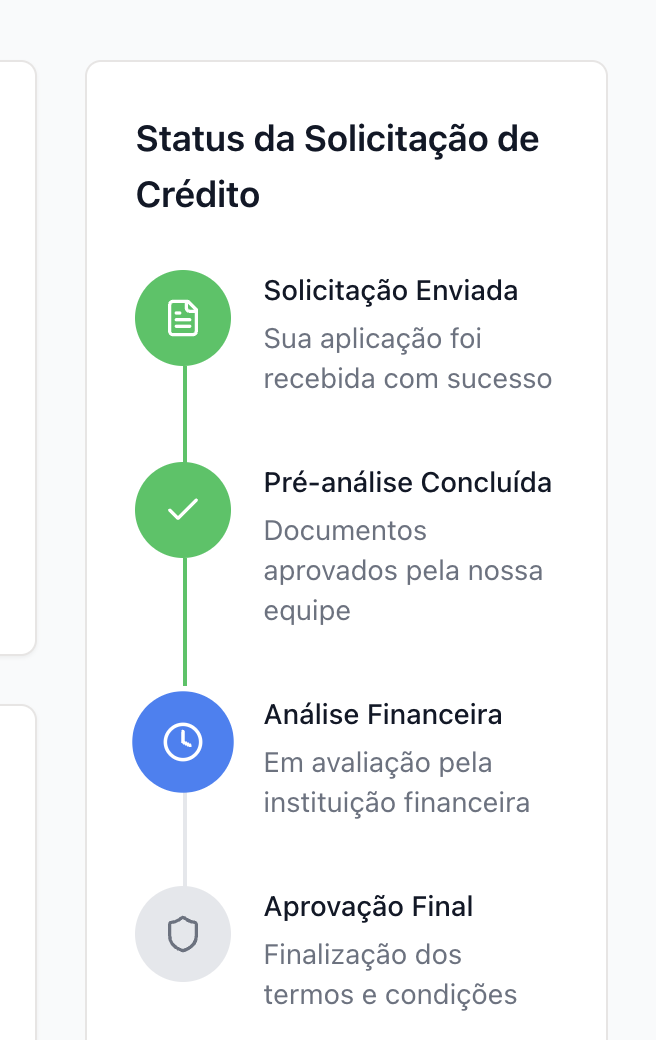 Status da Solicitação de
Crédito
Solicitação Enviada
Sua aplicação foi
recebida com sucesso
Pré-análise Concluída
Documentos
aprovados pela nossa
equipe
Análise Financeira
Em avaliação pela
instituição financeira
Aprovação Final
Finalização dos
termos e condições